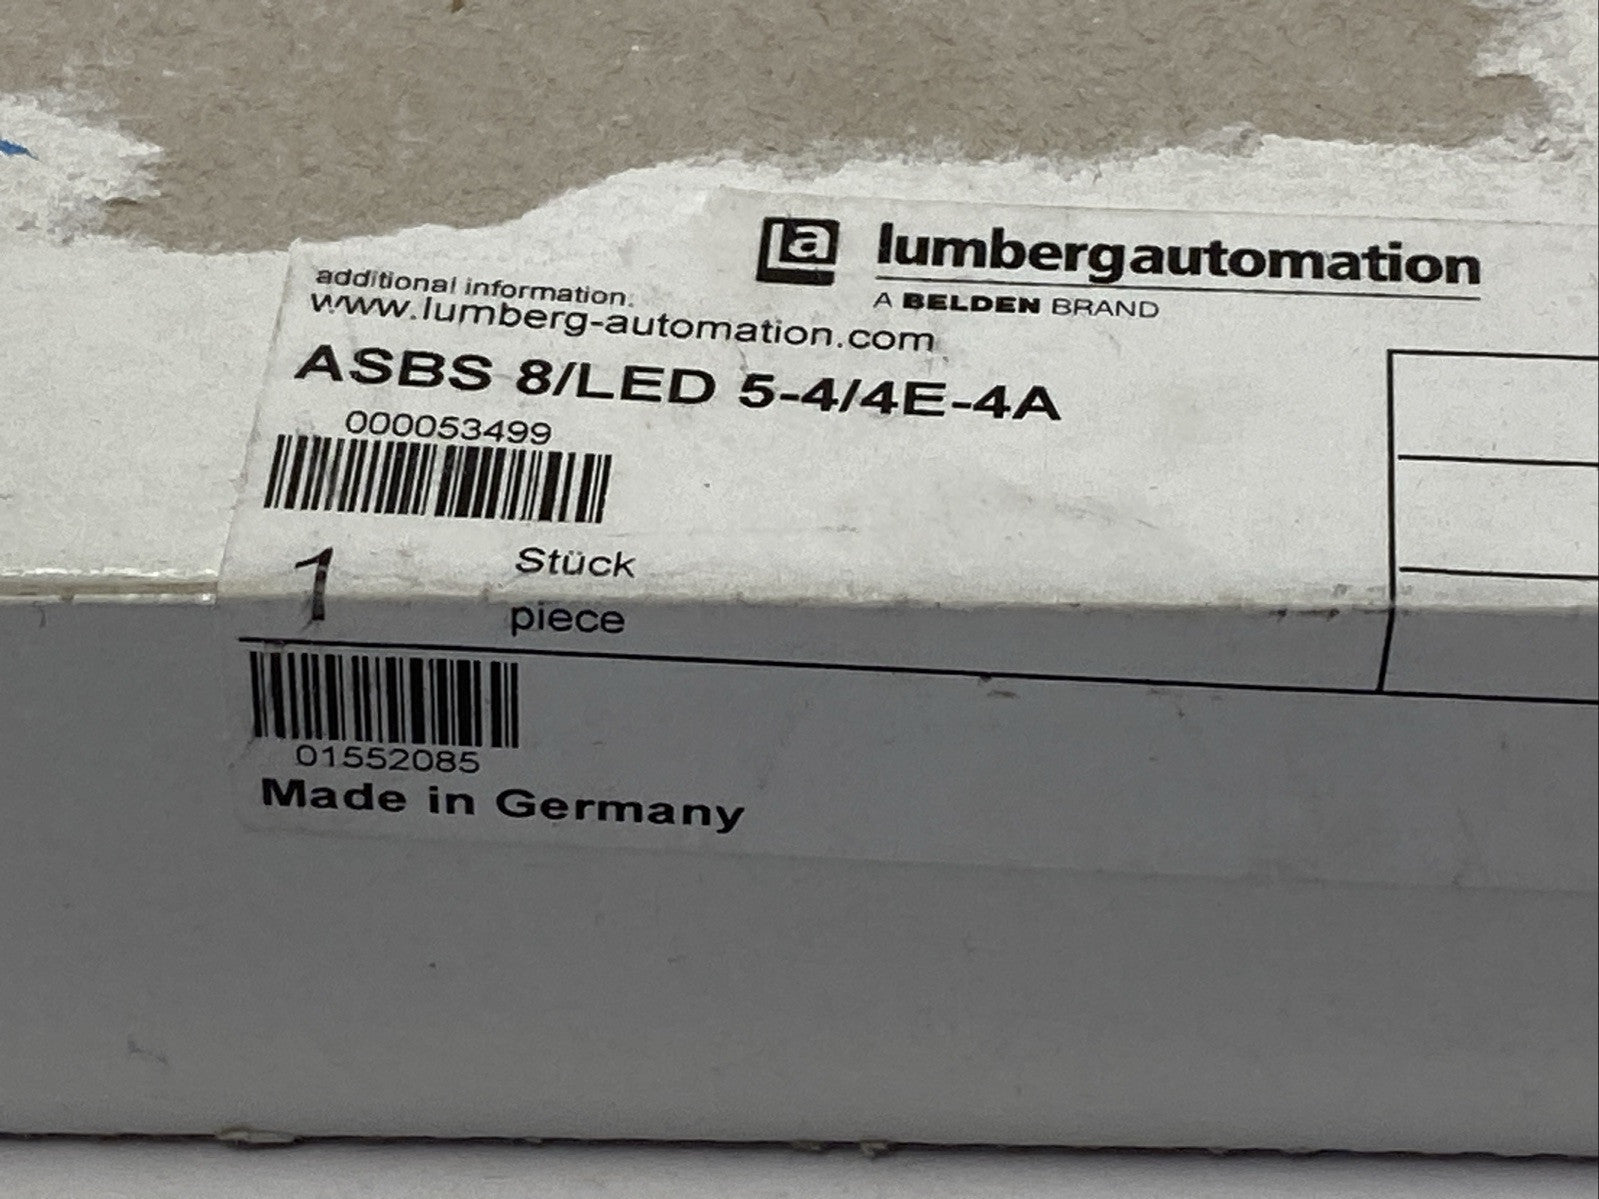 a lumbergautomation
A BELDEN BRAND
additional information:
www.lumberg-automation.com
ASBS 8/LED 5-4/4E-4A
000053499
1 Stück
piece
01552085
Made in Germany